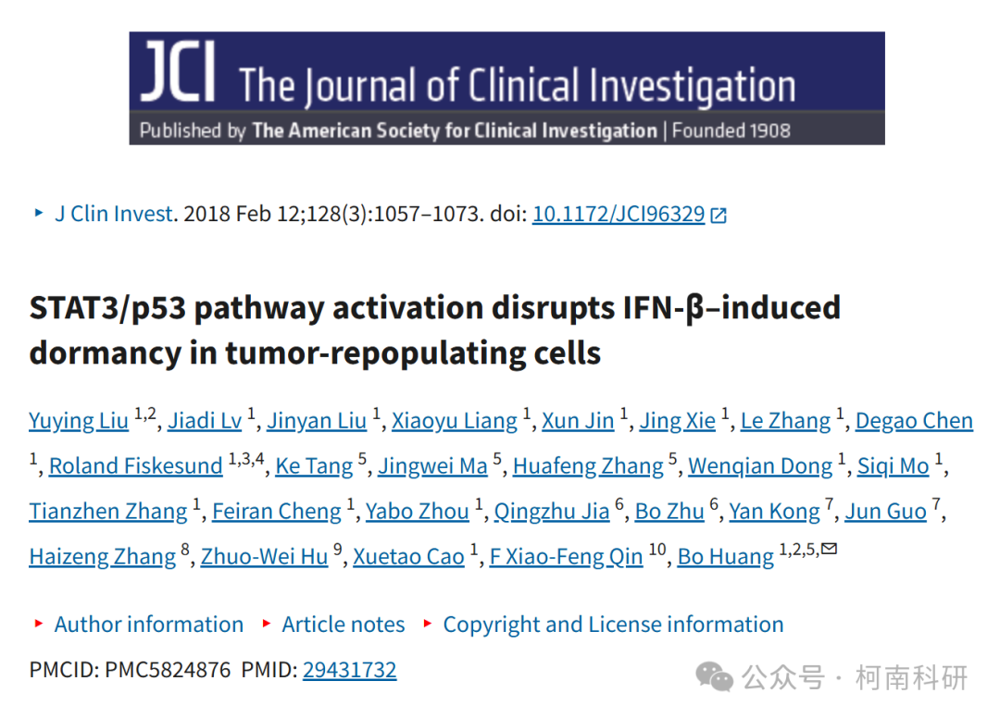 JCI The Journal of Clinical Investigation
Published by The American Society for Clinical Investigation | Founded 1908
J Clin Invest. 2018 Feb 12;128(3):1057–1073. doi: 10.1172/JCI96329
STAT3/p53 pathway activation disrupts IFN-β–induced
dormancy in tumor-repopulating cells
Yuying Liu 1,2, Jiadi Lv 1, Jinyan Liu 1, Xiaoyu Liang 1, Xun Jin 1, Jing Xie 1, Le Zhang 1, Degao Chen
1, Roland Fiskesund 1,3,4, Ke Tang 5, Jingwei Ma 5, Huafeng Zhang 5, Wenqian Dong 1, Siqi Mo 1,
Tianzhen Zhang 1, Feiran Cheng 1, Yabo Zhou 1, Qingzhu Jia 6, Bo Zhu 6, Yan Kong 7, Jun Guo 7,
Haizeng Zhang 8, Zhuo-Wei Hu 9, Xuetao Cao 1, F Xiao-Feng Qin 10, Bo Huang 1,2,5,✉
Author information Article notes Copyright and License information
PMCID: PMC5824876 PMID: 29431732
公众号 · 柯南科研